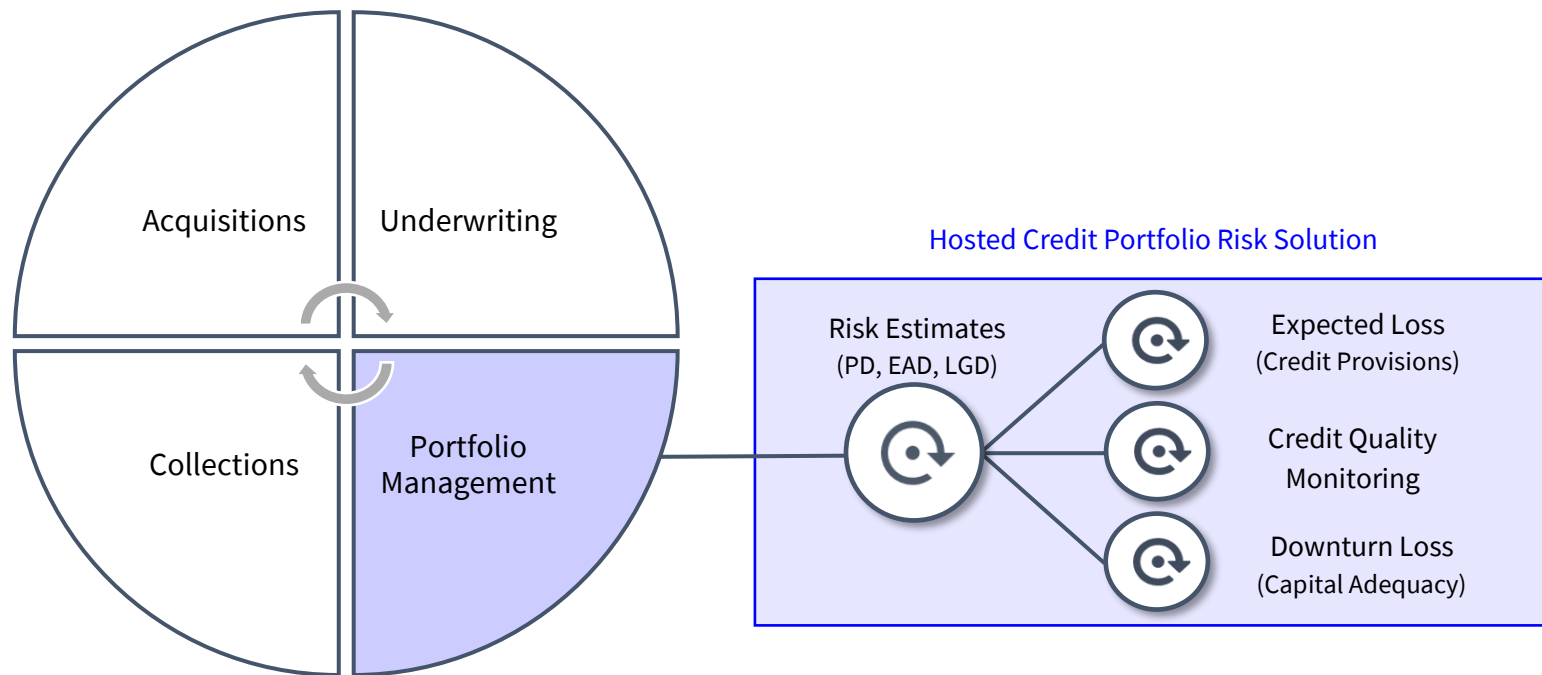 Acquisitions
Underwriting
Collections
Portfolio
Management
Hosted Credit Portfolio Risk Solution
Risk Estimates
(PD, EAD, LGD)
Expected Loss
(Credit Provisions)
Credit Quality
Monitoring
Downturn Loss
(Capital Adequacy)